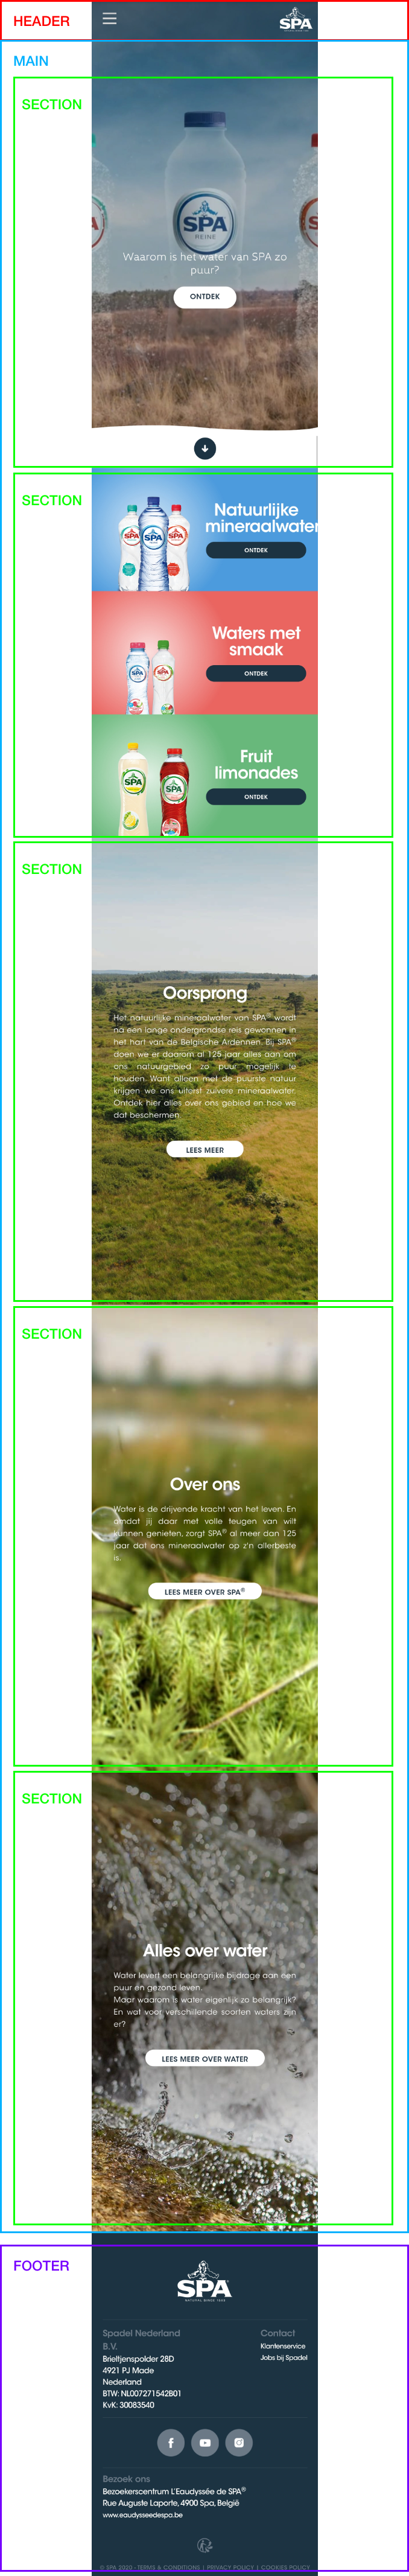 HEADER
SPA
MAIN
SECTION
SPA
REINE
Waarom is het water van SPA zo
puur?
ONTDEK
SECTION
SPA
SPA
SPA
Natuurlijke
mineraalwater
ONTDEK
SPA
SPA
Waters met
smaak
ONTDEK
SPA
SPA
Fruit
limonades
ONTDEK
SECTION
Oorsprong
Het natuurlijke mineraalwater van SPA® wordt
na een lange ondergrondse reis gewonnen in
het hart van de Belgische Ardennen. Bij SPA®
doen we er daarom al 125 jaar alles aan om
ons natuurgebied zo puur mogelijk te
houden. Want alleen met de puurste natuur
krijgen we ons uiterst zuivere mineraalwater.
Ontdek hier alles over ons gebied en hoe we
dat beschermen.
LEES MEER
SECTION
Over ons
Water is de drijvende kracht van het leven. En
omdat jij daar met volle teugen van wilt
kunnen genieten, zorgt SPA® al meer dan 125
jaar dat ons mineraalwater op z'n allerbeste
is.
LEES MEER OVER SPA®
SECTION
Alles over water
Water levert een belangrijke bijdrage aan een
puur en gezond leven.
Maar waarom is water eigenlijk zo belangrijk?
En wat voor verschillende soorten waters zijn
er?
LEES MEER OVER WATER
FOOTER
SPA
Spadel Nederland
B.V.
Brieltjenspolder 28D
4921 PJ Made
Nederland
BTW: NL007271542B01
KvK: 30083540
Contact
Klantenservice
Jobs bij Spadel
Bezoek ons
Bezoekerscentrum L'Eaudyssée de SPA®
Rue Auguste Laporte, 4900 Spa, België
www.eaudysseedespa.be
© SPA 2020 - TERMS & CONDITIONS | PRIVACY POLICY | COOKIES POLICY